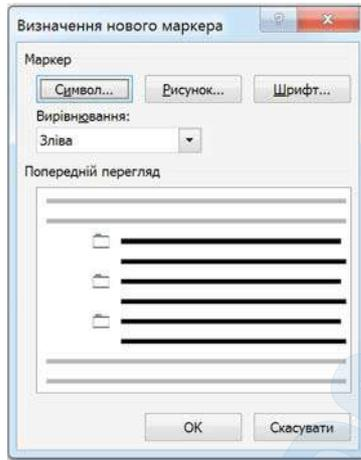 Визначення нового маркера
Маркер
Символ... Рисунок... Шрифт...
Вирівнювання:
Зліва
Попередній перегляд
ОК Скасувати